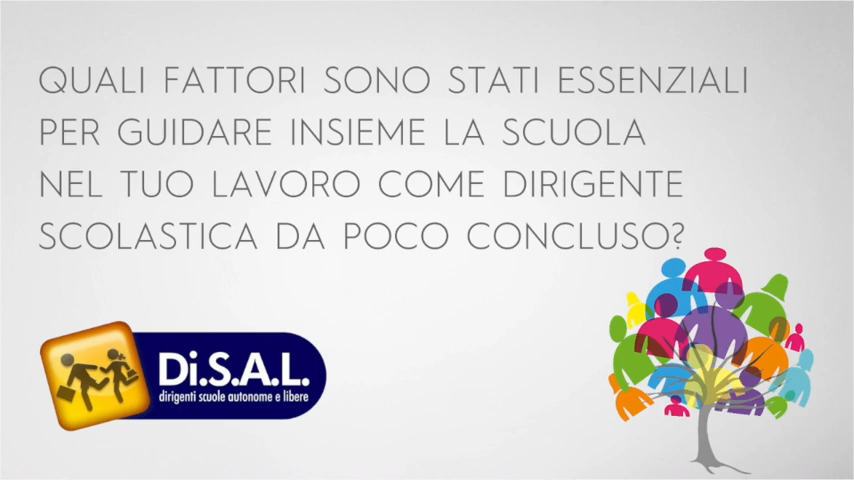 QUALI FATTORI SONO STATI ESSENZIALI
PER GUIDARE INSIEME LA SCUOLA
NEL TUO LAVORO COME DIRIGENTE
SCOLASTICA DA POCO CONCLUSO?
Di.S.A.L.
dirigenti scuole autonome e libere